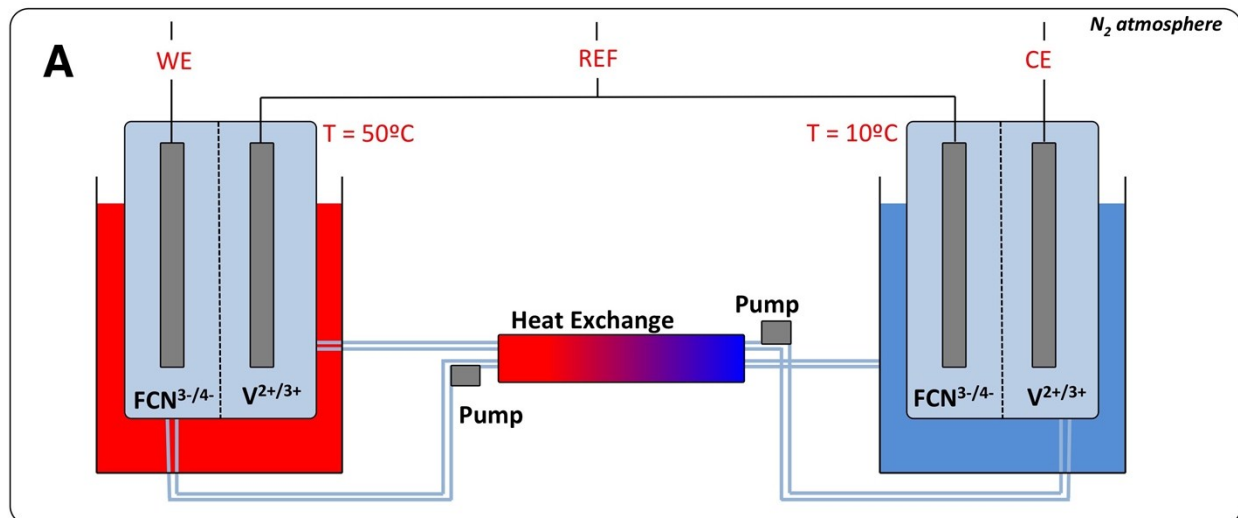 N₂ atmosphere
A
WE
REF
CE
T = 50ºC
T = 10ºC
Heat Exchange
Pump
Pump
FCN³⁻/⁴⁻
V²⁺/³⁺
FCN³⁻/⁴⁻
V²⁺/³⁺